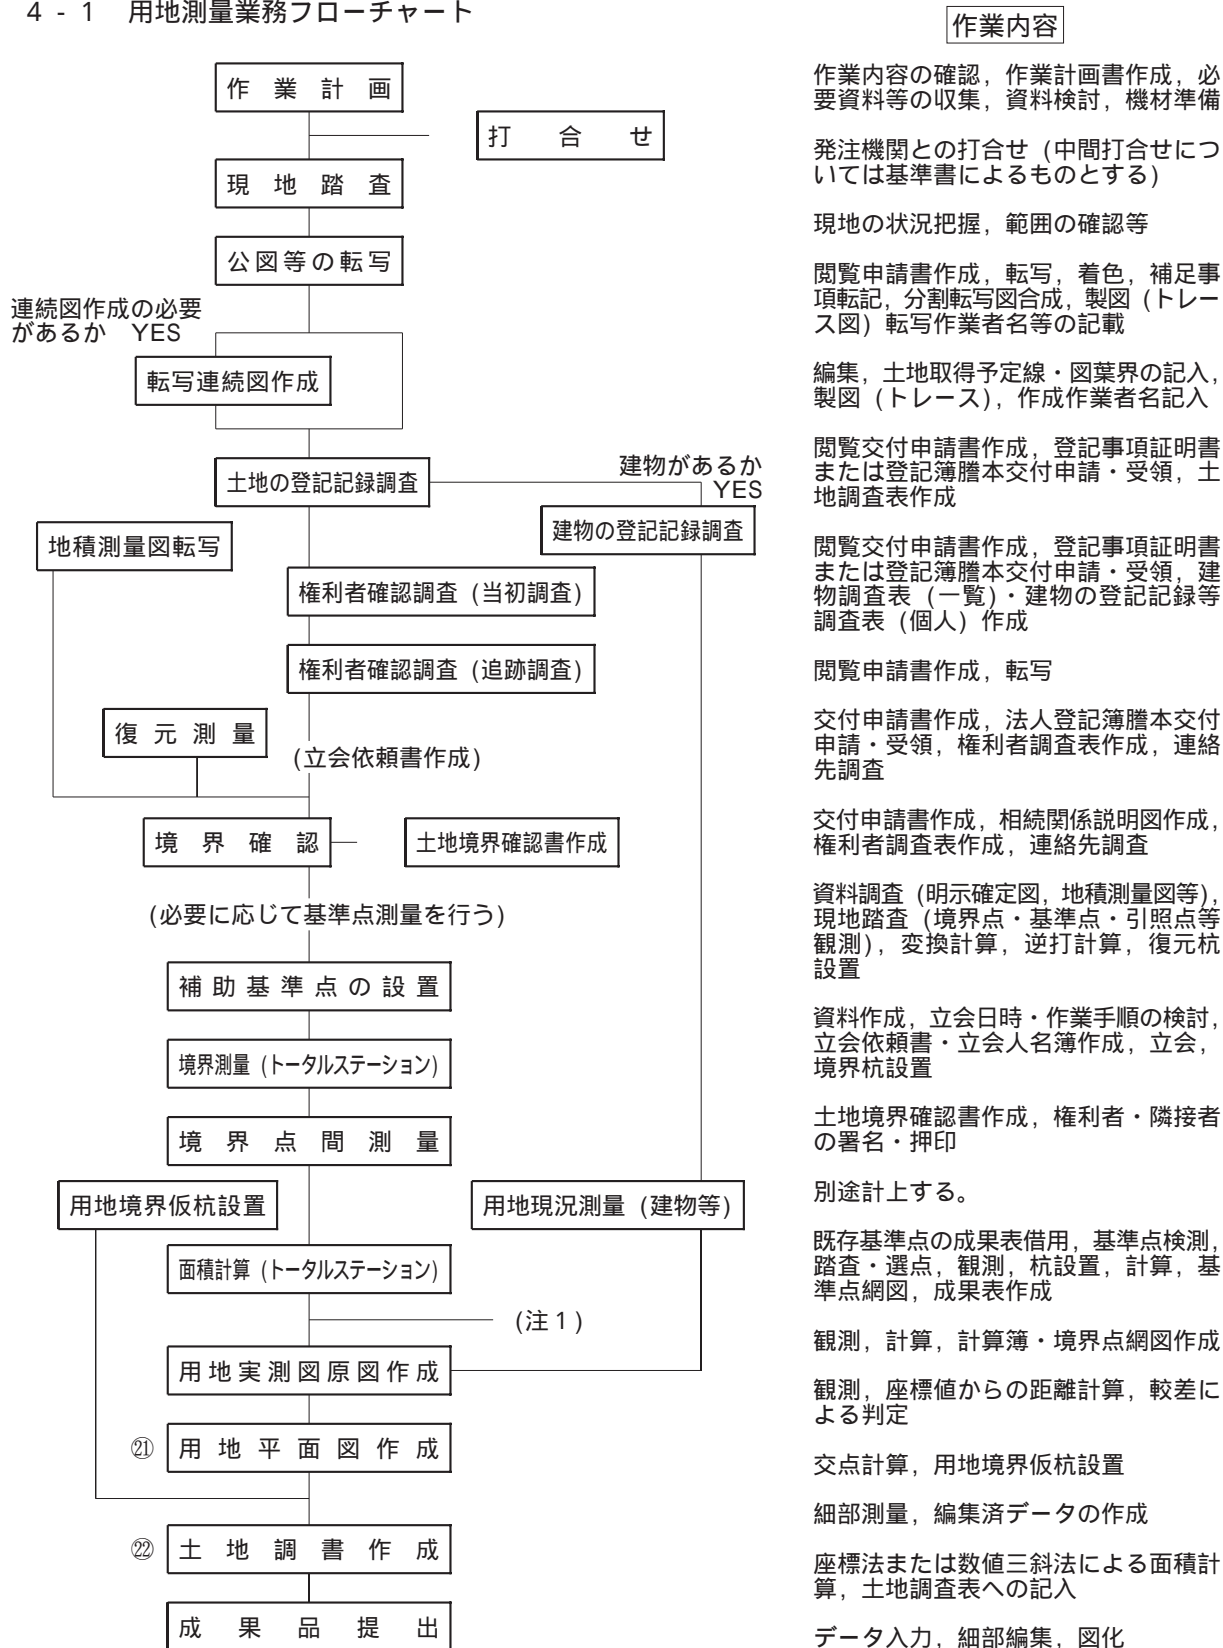 4-1 用地測量業務フローチャート
作業計画
打合せ
現地踏査
公図等の転写
連続図作成の必要
があるか YES
転写連続図作成
土地の登記記録調査
建物があるか
YES
建物の登記記録調査
地積測量図転写
権利者確認調査（当初調査）
権利者確認調査（追跡調査）
復元測量
（立会依頼書作成）
境界確認
土地境界確認書作成
（必要に応じて基準点測量を行う）
補助基準点の設置
境界測量（トータルステーション）
境界点間測量
用地境界仮杭設置
用地現況測量（建物等）
面積計算（トータルステーション）
（注1）
用地実測図原図作成
㉑ 用地平面図作成
㉒ 土地調書作成
成果品提出
作業内容
作業内容の確認，作業計画書作成，必
要資料等の収集，資料検討，機材準備
発注機関との打合せ（中間打合せにつ
いては基準書によるものとする）
現地の状況把握，範囲の確認等
閲覧申請書作成，転写，着色，補足事
項転記，分割転写図合成，製図（トレー
ス図）転写作業者名等の記載
編集，土地取得予定線・図葉界の記入，
製図（トレース），作成作業者名記入
閲覧交付申請書作成，登記事項証明書
または登記簿謄本交付申請・受領，土
地調査表作成
閲覧交付申請書作成，登記事項証明書
または登記簿謄本交付申請・受領，建
物調査表（一覧）・建物の登記記録等
調査表（個人）作成
閲覧申請書作成，転写
交付申請書作成，法人登記簿謄本交付
申請・受領，権利者調査表作成，連絡
先調査
交付申請書作成，相続関係説明図作成，
権利者調査表作成，連絡先調査
資料調査（明示確定図，地積測量図等），
現地踏査（境界点・基準点・引照点等
観測），変換計算，逆打計算，復元杭
設置
資料作成，立会日時・作業手順の検討，
立会依頼書・立会人名簿作成，立会，
境界杭設置
土地境界確認書作成，権利者・隣接者
の署名・押印
別途計上する。
既存基準点の成果表借用，基準点検測，
踏査・選点，観測，杭設置，計算，基
準点網図，成果表作成
観測，計算，計算簿・境界点網図作成
観測，座標値からの距離計算，較差に
よる判定
交点計算，用地境界仮杭設置
細部測量，編集済データの作成
座標法または数値三斜法による面積計
算，土地調査表への記入
データ入力，細部編集，図化